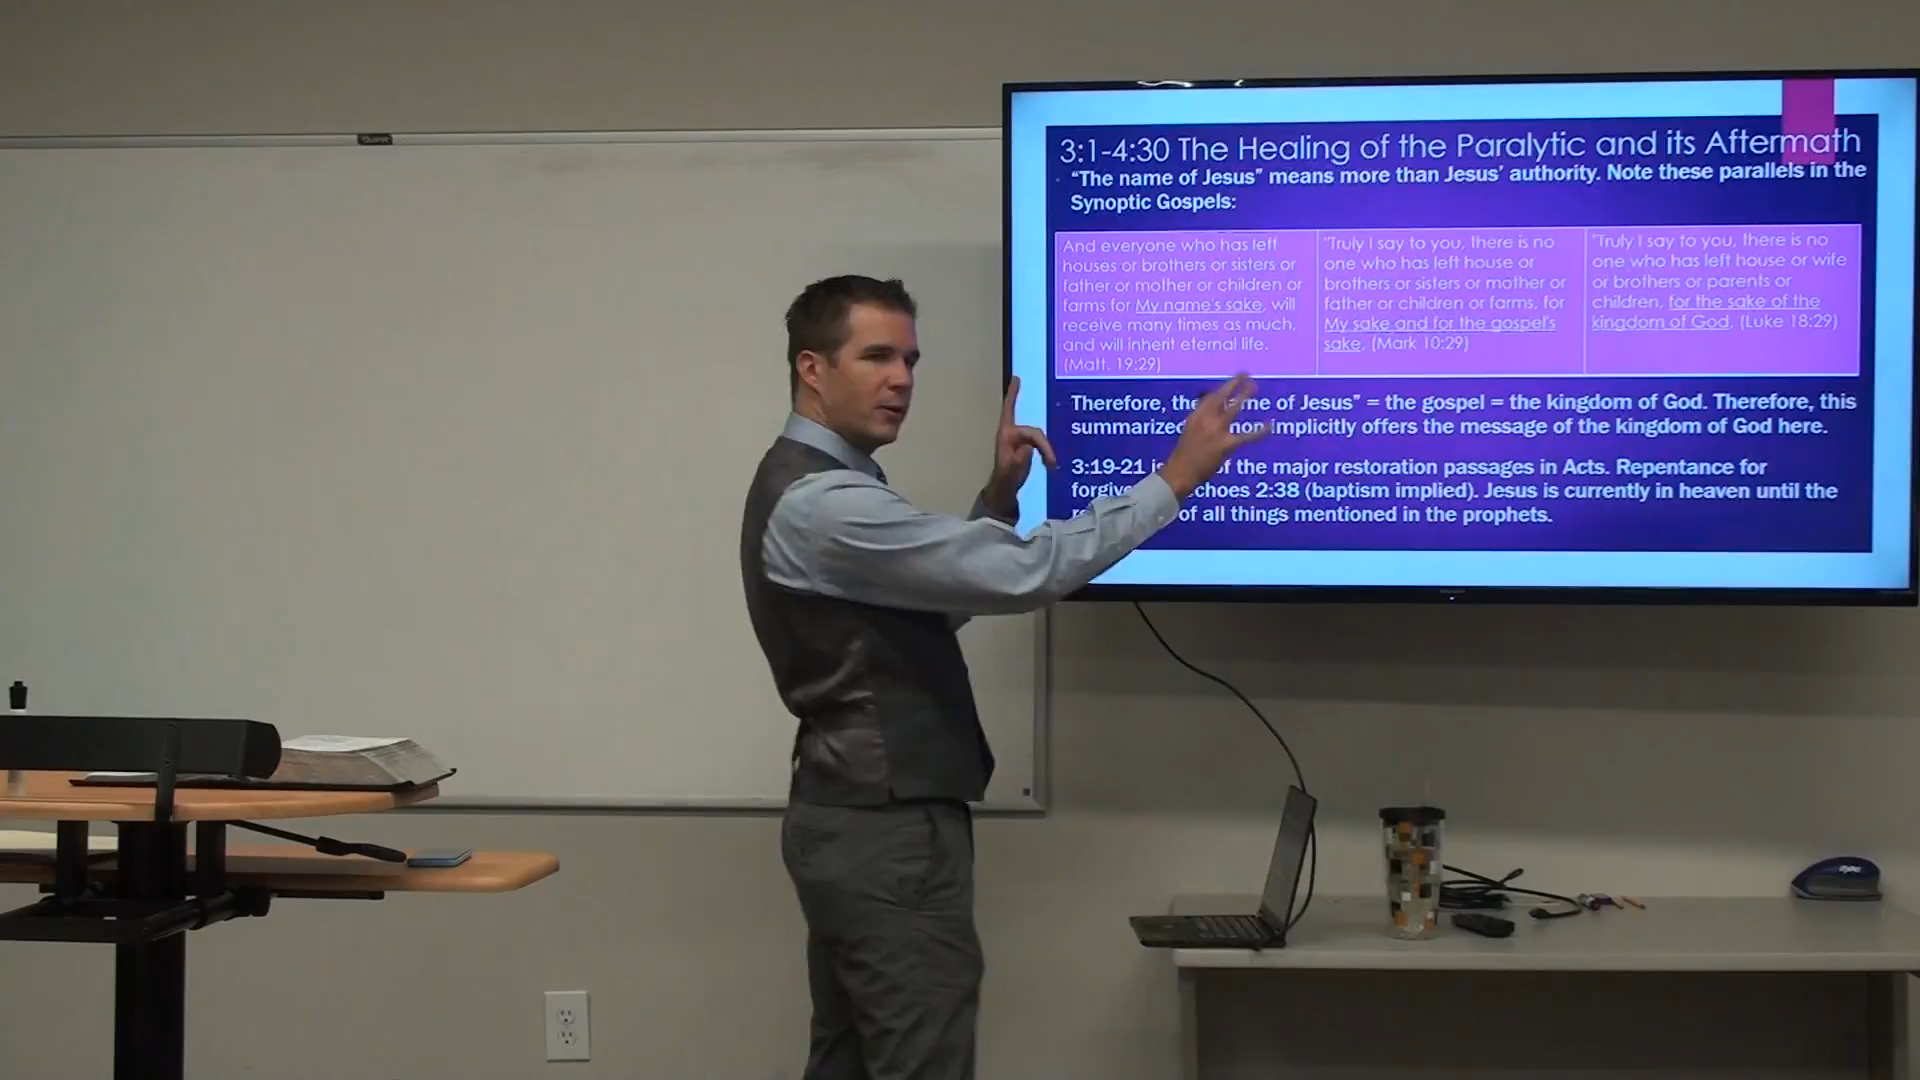 3:1-4:30 The Healing of the Paralytic and its Aftermath
"The name of Jesus" means more than Jesus' authority. Note these parallels in the
Synoptic Gospels:
And everyone who has left
houses or brothers or sisters or
father or mother or children or
farms for My name's sake, will
receive many times as much,
and will inherit eternal life.
(Matt. 19:29)
"Truly I say to you, there is no
one who has left house or
brothers or sisters or mother or
father or children or farms, for
My sake and for the gospel's
sake, (Mark 10:29)
"Truly I say to you, there is no
one who has left house or wife
or brothers or parents or
children, for the sake of the
kingdom of God, (Luke 18:29)
Therefore, the of Jesus" = the gospel = the kingdom of God. Therefore, this
summarized implicitly offers the message of the kingdom of God here.
3:19-21 of the major restoration passages in Acts. Repentance for
echoes 2:38 (baptism implied). Jesus is currently in heaven until the
of all things mentioned in the prophets.
Quartet
expo